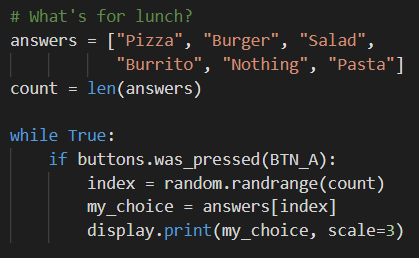 # What's for lunch?
answers = ["Pizza", "Burger", "Salad",
            "Burrito", "Nothing", "Pasta"]
count = len(answers)

while True:
    if buttons.was_pressed(BTN_A):
        index = random.randrange(count)
        my_choice = answers[index]
        display.print(my_choice, scale=3)